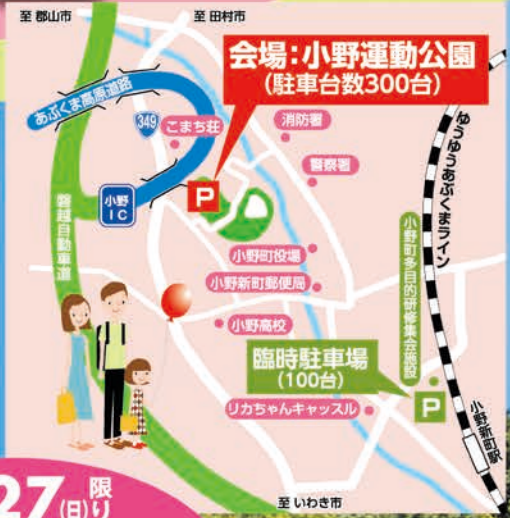 至 郡山市
至 田村市
会場:小野運動公園
(駐車台数300台)
あぶくま高原道路
349
こまち荘
消防署
警察署
ゆうゆうあぶくまライン
小野
IC
P
磐越自動車道
小野町役場
小野新町郵便局
小野町多目的研修集会施設
小野高校
臨時駐車場
(100台)
リカちゃんキャッスル
P
小野新町駅
至 いわき市
27(日)限り